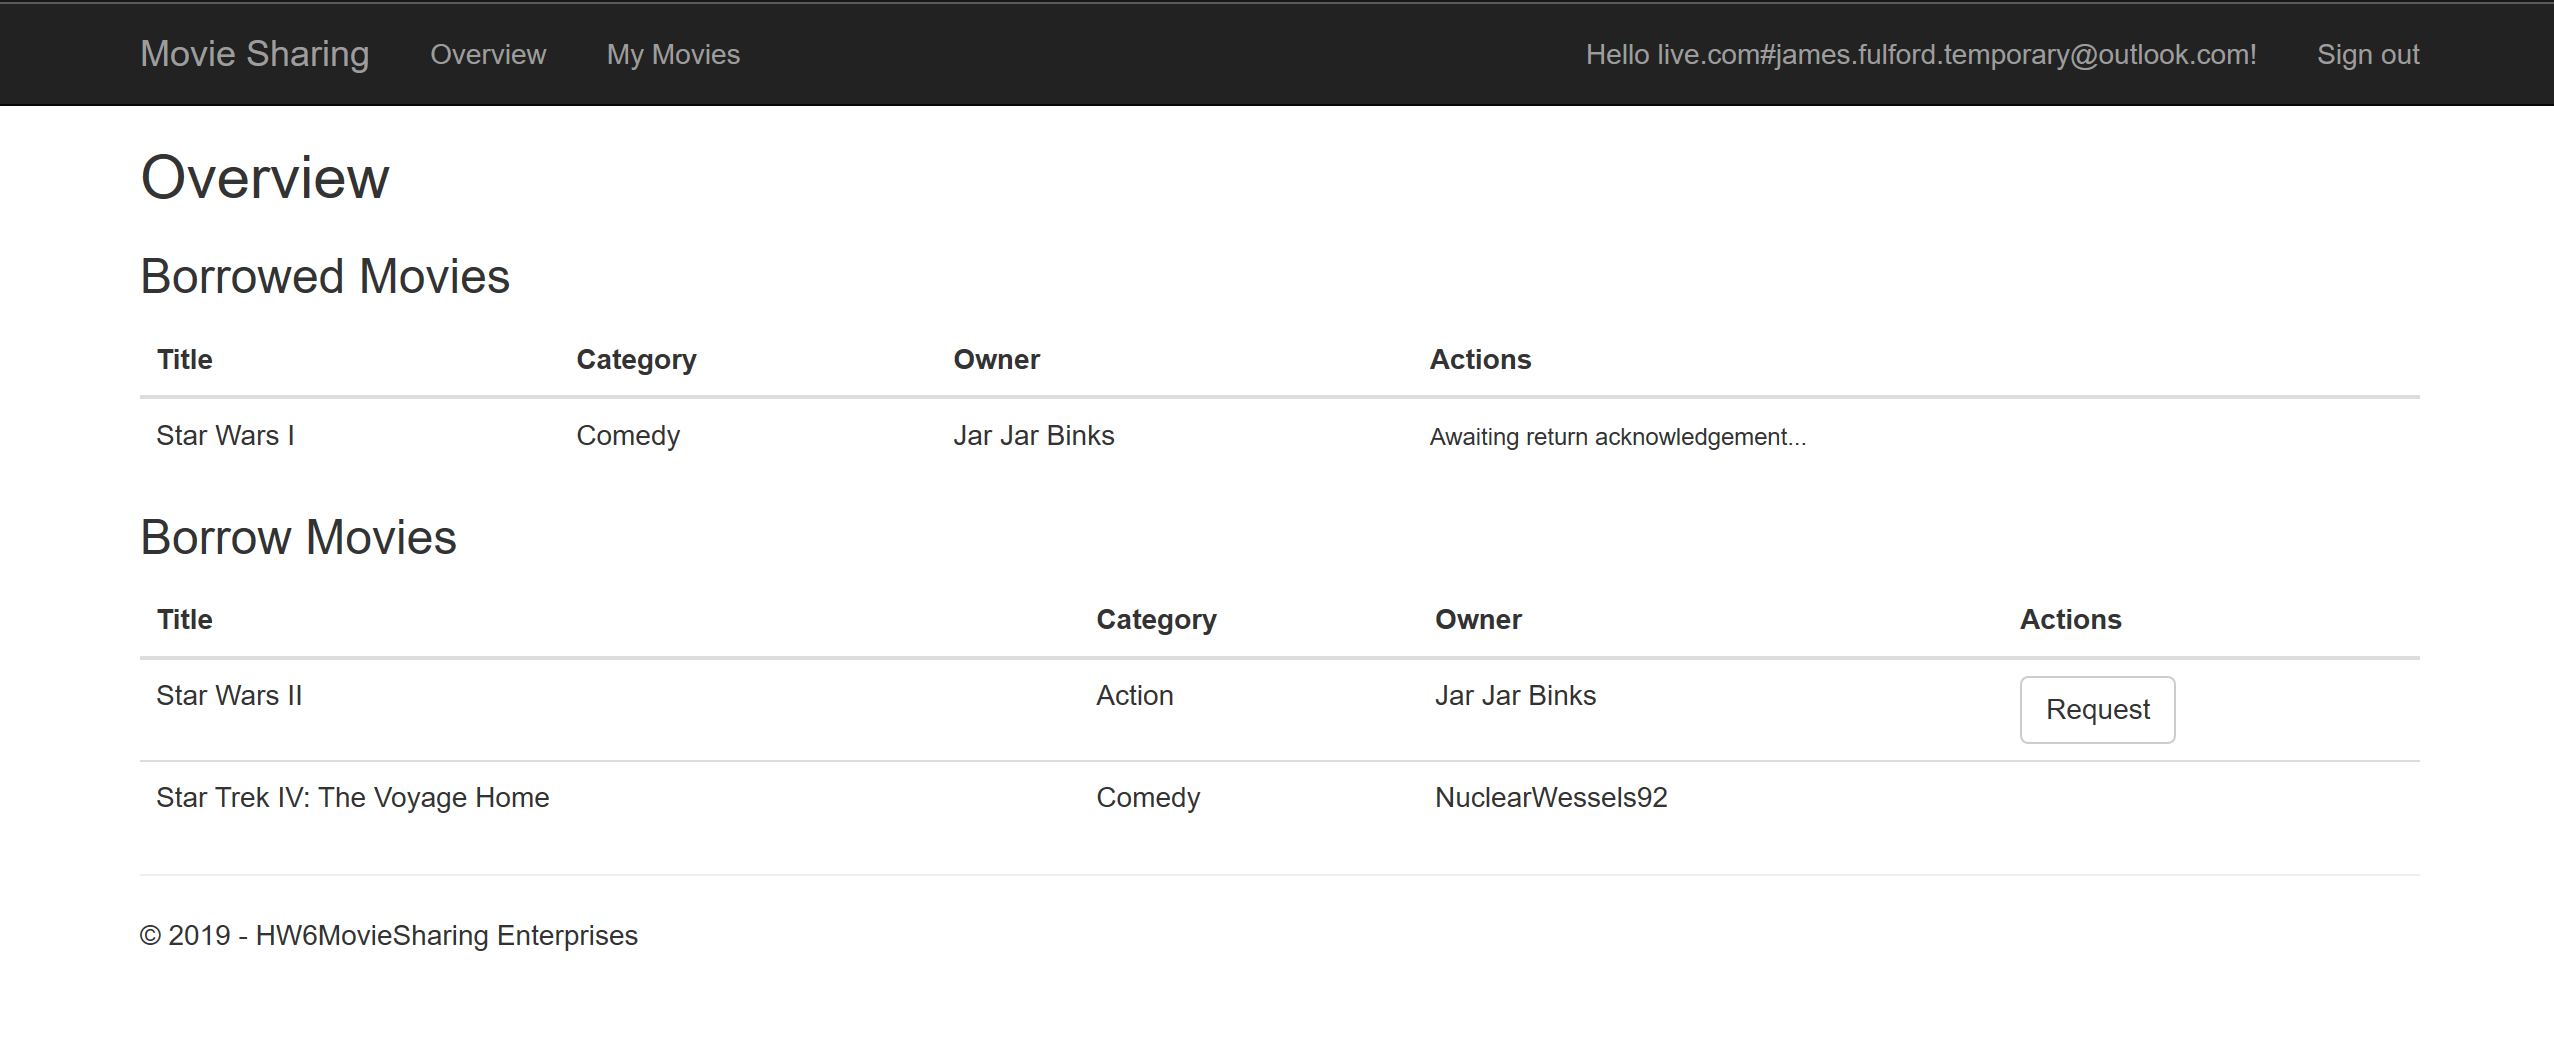 Movie Sharing Overview My Movies Hello live.com#james.fulford.temporary@outlook.com! Sign out
Overview
Borrowed Movies
Title Category Owner Actions
Star Wars I Comedy Jar Jar Binks Awaiting return acknowledgement...
Borrow Movies
Title Category Owner Actions
Star Wars II Action Jar Jar Binks Request
Star Trek IV: The Voyage Home Comedy NuclearWessels92
© 2019 - HW6MovieSharing Enterprises